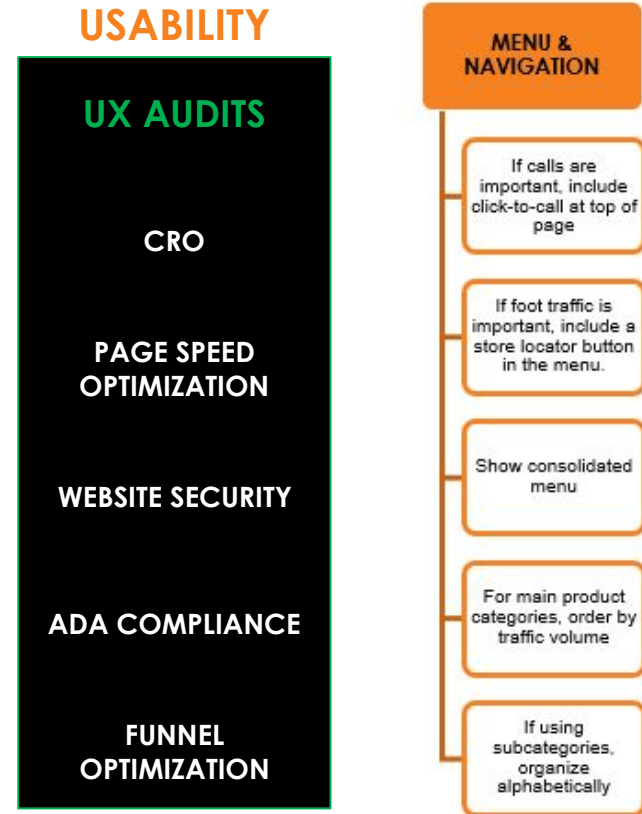 USABILITY
UX AUDITS
CRO
PAGE SPEED
OPTIMIZATION
WEBSITE SECURITY
ADA COMPLIANCE
FUNNEL
OPTIMIZATION
MENU &
NAVIGATION
If calls are
important, include
click-to-call at top of
page
If foot traffic is
important, include a
store locator button
in the menu.
Show consolidated
menu
For main product
categories, order by
traffic volume
If using
subcategories,
organize
alphabetically